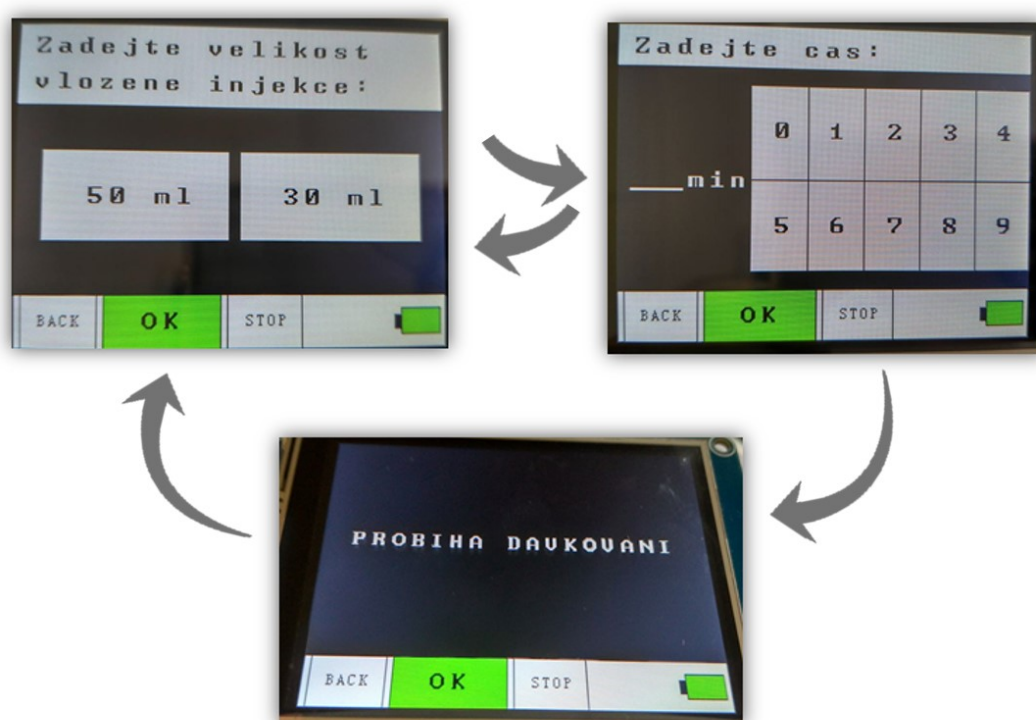 Zadejte velikost
vlozene injekce:
50 ml 30 ml
BACK OK STOP
Zadejte cas:
0 1 2 3 4
___min
5 6 7 8 9
BACK OK STOP
PROBIHA DAVKOVANI
BACK OK STOP